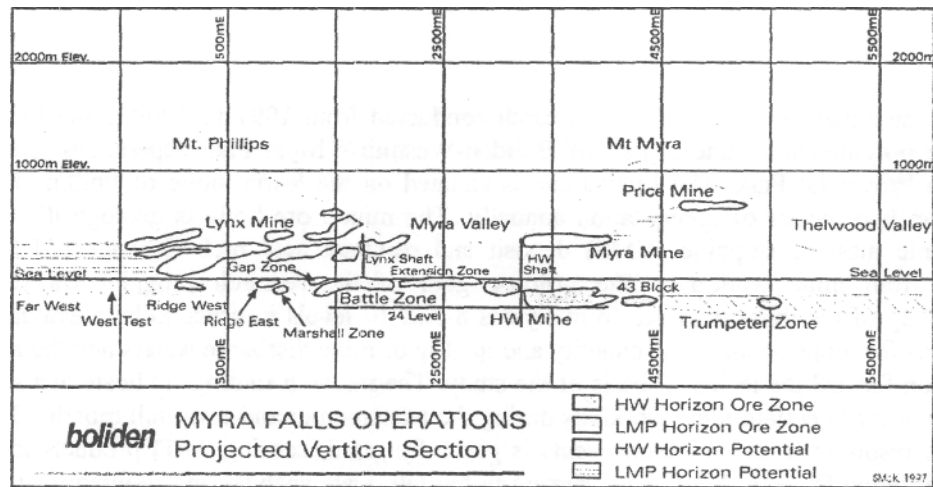 500mE
2500mE
4500mE
5500mE
2000m Elev.
2000m
Mt. Phillips
Mt Myra
1000m Elev.
1000m
Price Mine
Lynx Mine
Myra Valley
Thelwood Valley
Myra Mine
Lynx Shaft
HW Shaft
Gap Zone
Extension Zone
Sea Level
Sea Level
Far West
West Test
Ridge West
Ridge East
Marshall Zone
Battle Zone
24 Level
HW Mine
43 Block
Trumpeter Zone
500mE
2500mE
4500mE
5500mE
boliden
MYRA FALLS OPERATIONS
Projected Vertical Section
HW Horizon Ore Zone
LMP Horizon Ore Zone
HW Horizon Potential
LMP Horizon Potential
1997